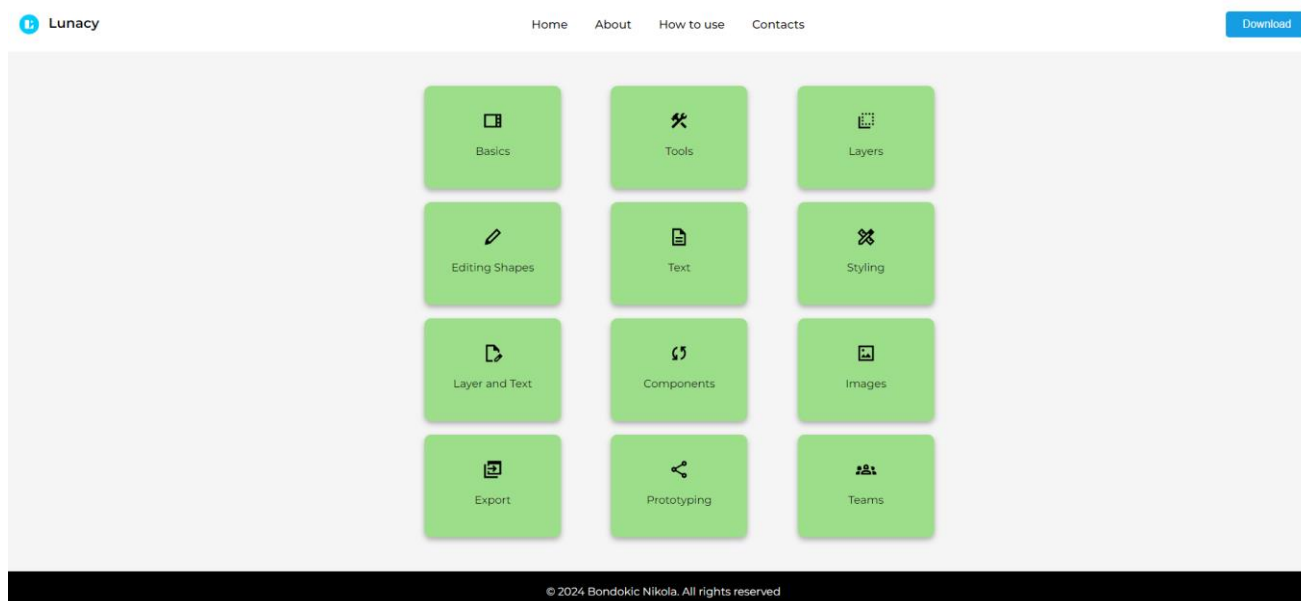 Lunacy
Home About How to use Contacts
Download
Basics
Tools
Layers
Editing Shapes
Text
Styling
Layer and Text
Components
Images
Export
Prototyping
Teams
© 2024 Bondokic Nikola. All rights reserved